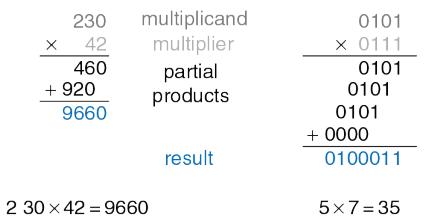 230 multiplicand 0101
× 42 multiplier × 0111
460 partial 0101
+ 920 products 0101
9660 0101
+ 0000
result 0100011
2 30 × 42 = 9660 5 × 7 = 35